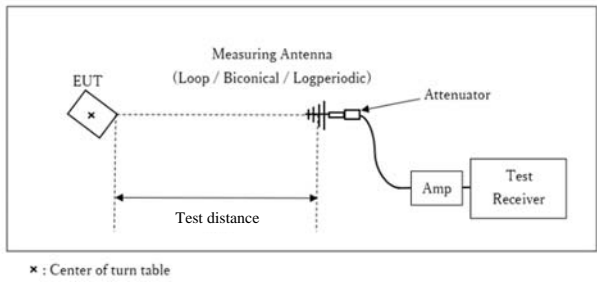 Measuring Antenna
(Loop / Biconical / Logperiodic)
EUT
Attenuator
Amp
Test
Receiver
Test distance
× : Center of turn table